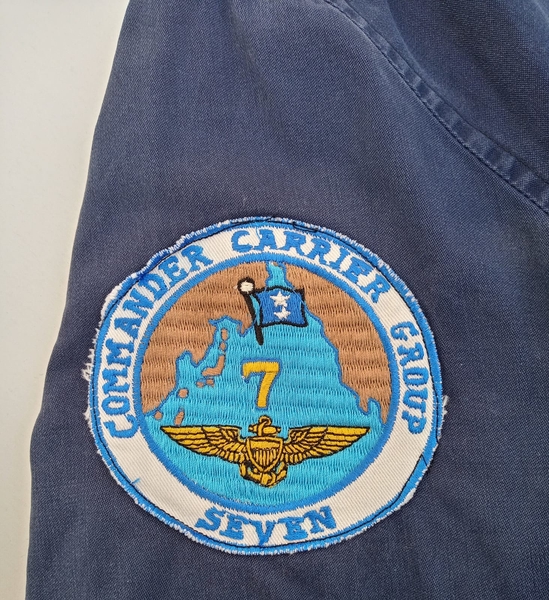 COMMANDER CARRIER GROUP
7
SEVEN